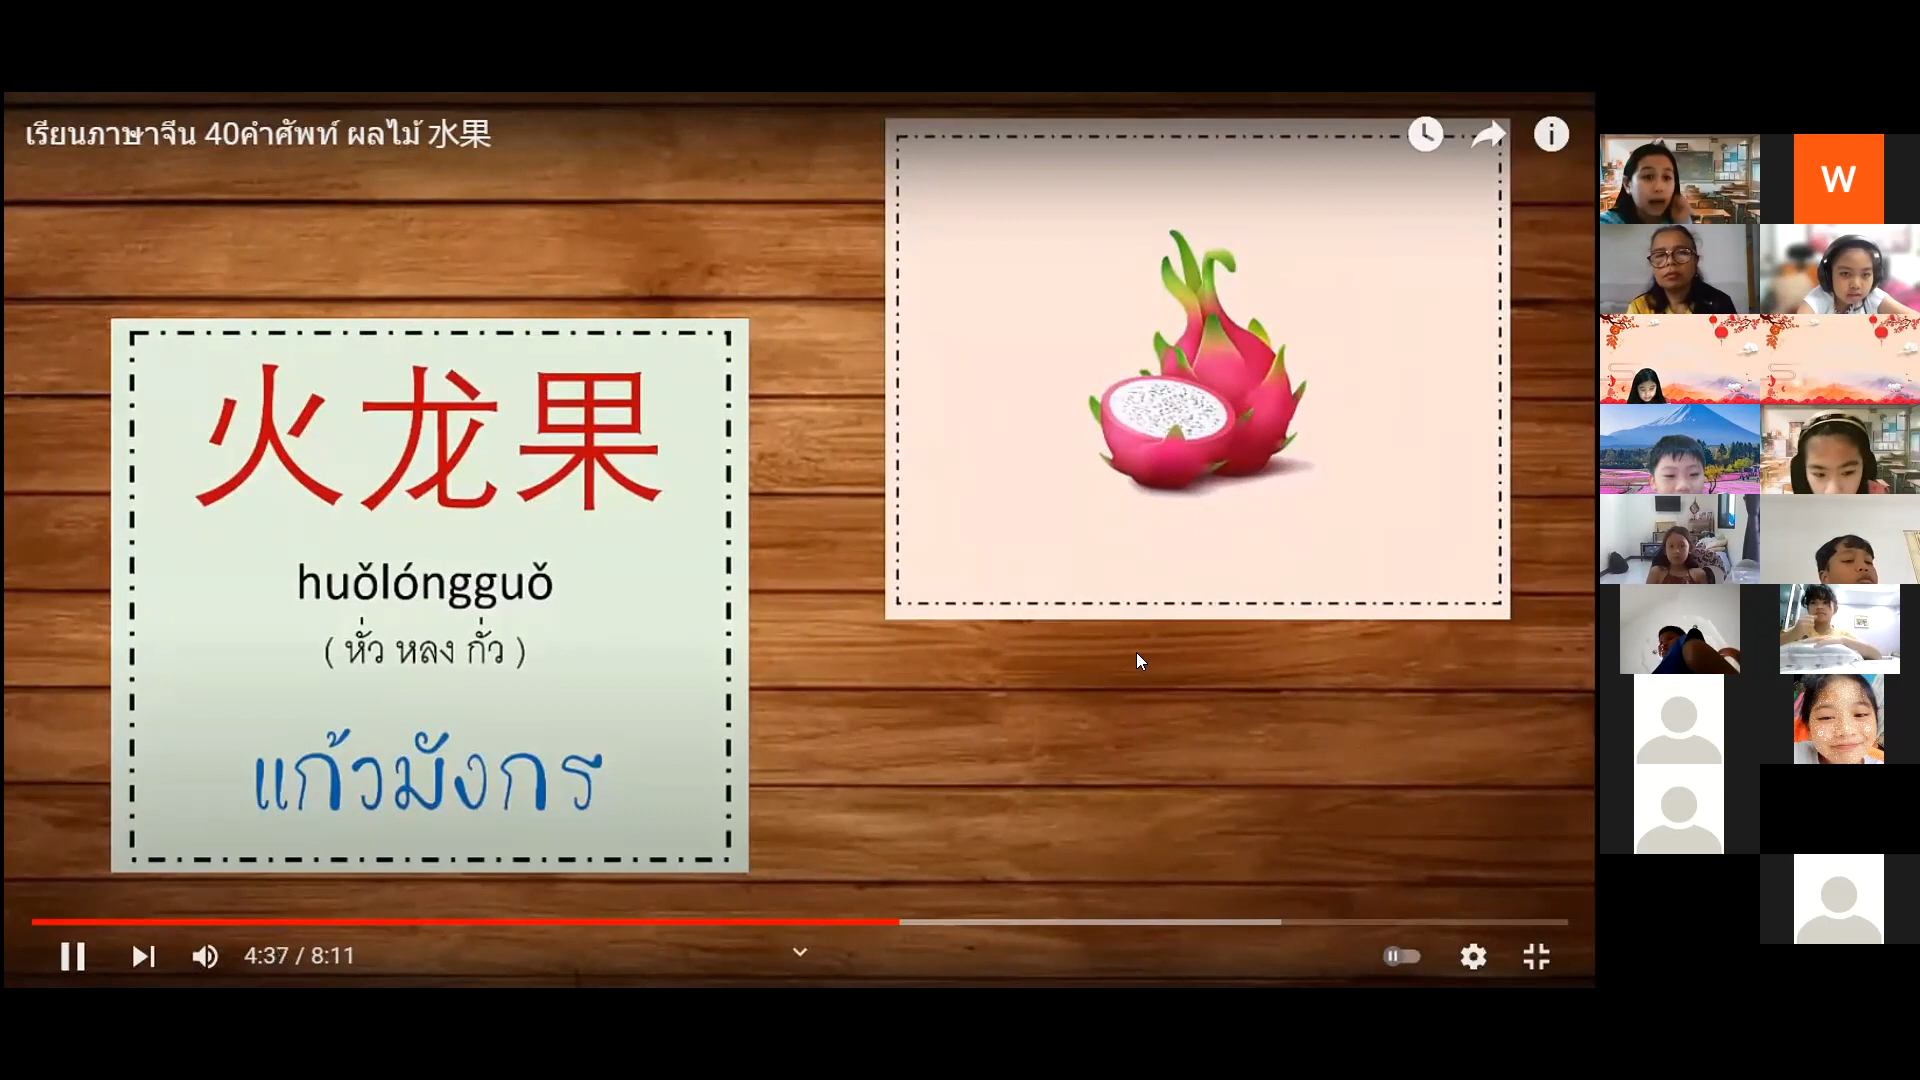 เรียนภาษาจีน 40คำศัพท์ ผลไม้ 水果
火龙果
huǒlóngguǒ
( หั่ว หลง กั่ว )
แก้วมังกร
4:37 / 8:11
W